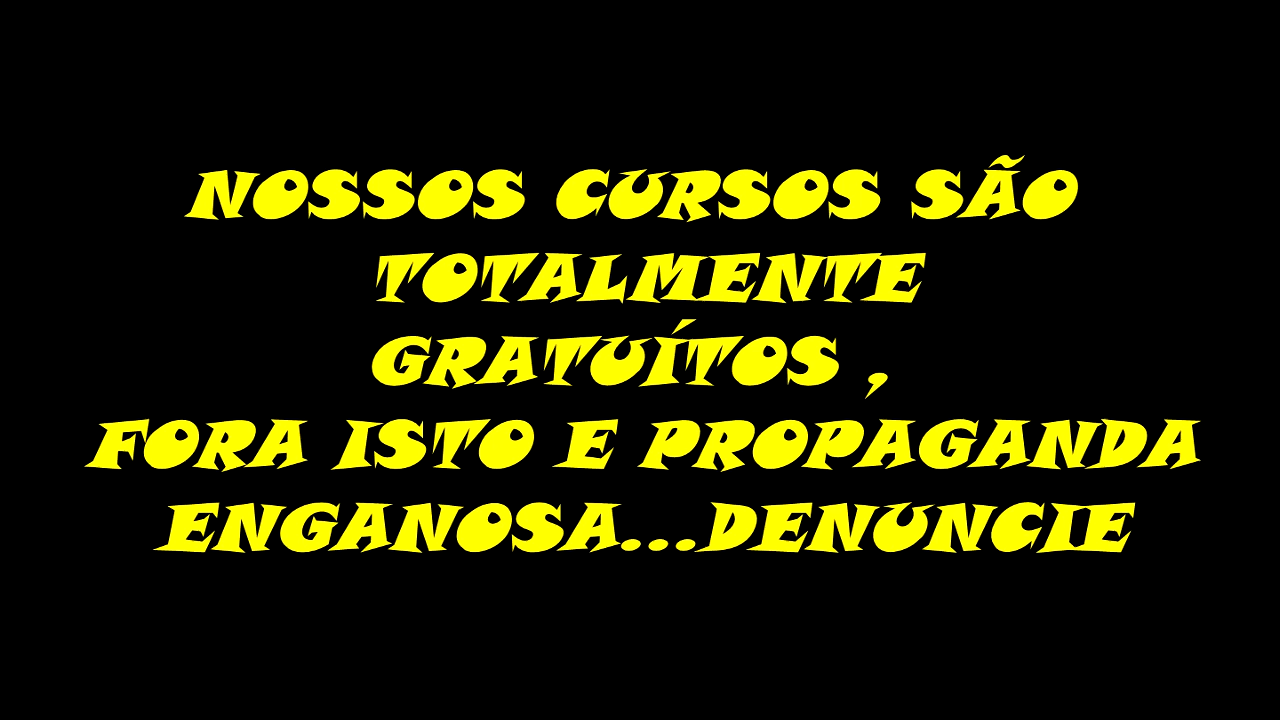 NOSSOS CURSOS SÃO
TOTALMENTE
GRATUÍTOS ,
FORA ISTO E PROPAGANDA
ENGANOSA...DENUNCIE